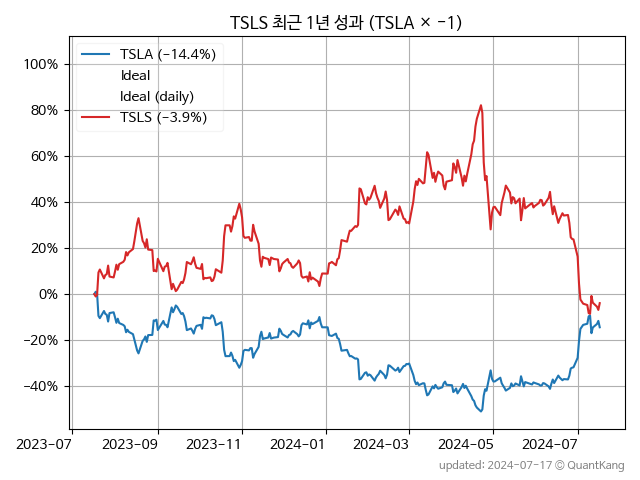 TSLS 최근 1년 성과 (TSLA × −1)
TSLA (−14.4%)
Ideal
Ideal (daily)
TSLS (−3.9%)
100%
80%
60%
40%
20%
0%
−20%
−40%
2023−07 2023−09 2023−11 2024−01 2024−03 2024−05 2024−07
updated: 2024−07−17 © QuantKang